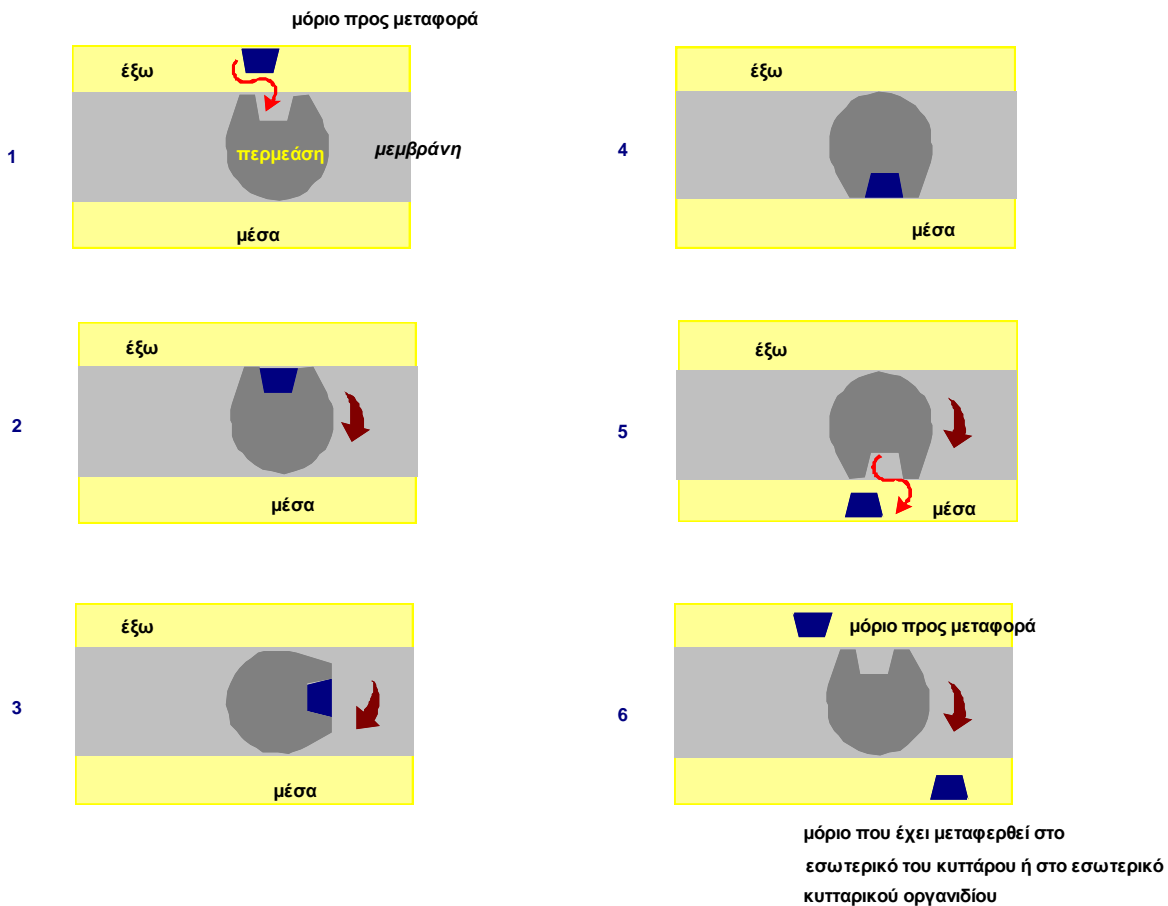 μόριο προς μεταφορά
έξω
1
περμεάση
μεμβράνη
μέσα
2
έξω
μέσα
3
έξω
μέσα
4
έξω
μέσα
5
έξω
μέσα
6
μόριο προς μεταφορά
μόριο που έχει μεταφερθεί στο
εσωτερικό του κυττάρου ή στο εσωτερικό
κυτταρικού οργανιδίου